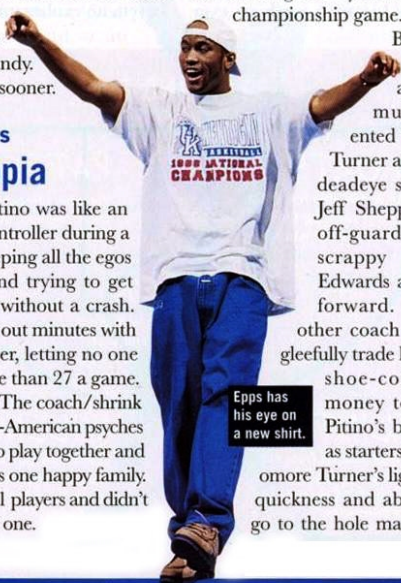 ndy.
sooner.
s
pia
tino was like an
ntroller during a
ping all the egos
nd trying to get
without a crash.
out minutes with
er, letting no one
e than 27 a game.
The coach/shrink
-American psyches
o play together and
s one happy family.
l players and didn't
one.
KENTUCKY
BASKETBALL
1996 NATIONAL
CHAMPIONS
Epps has
his eye on
a new shirt.
championship game.
B
a
mu
ented
Turner a
deadeye s
Jeff Shepp
off-guard
scrappy
Edwards a
forward.
other coach
gleefully trade
shoe-co
money t
Pitino's b
as starters
omore Turner's lig
quickness and ab
go to the hole ma